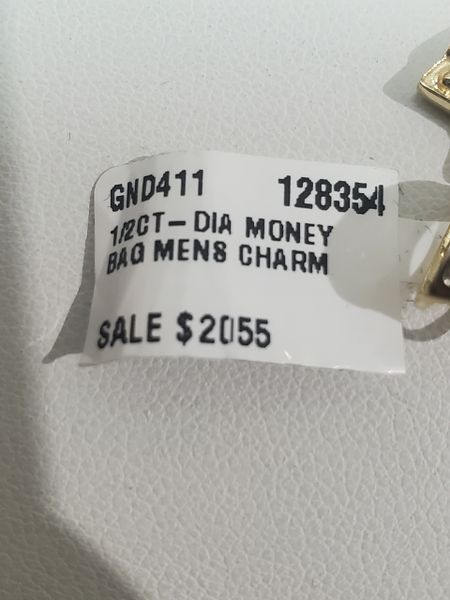 GND411 128354
1/2CT-DIA MONEY
BAG MENS CHARM
SALE $2055